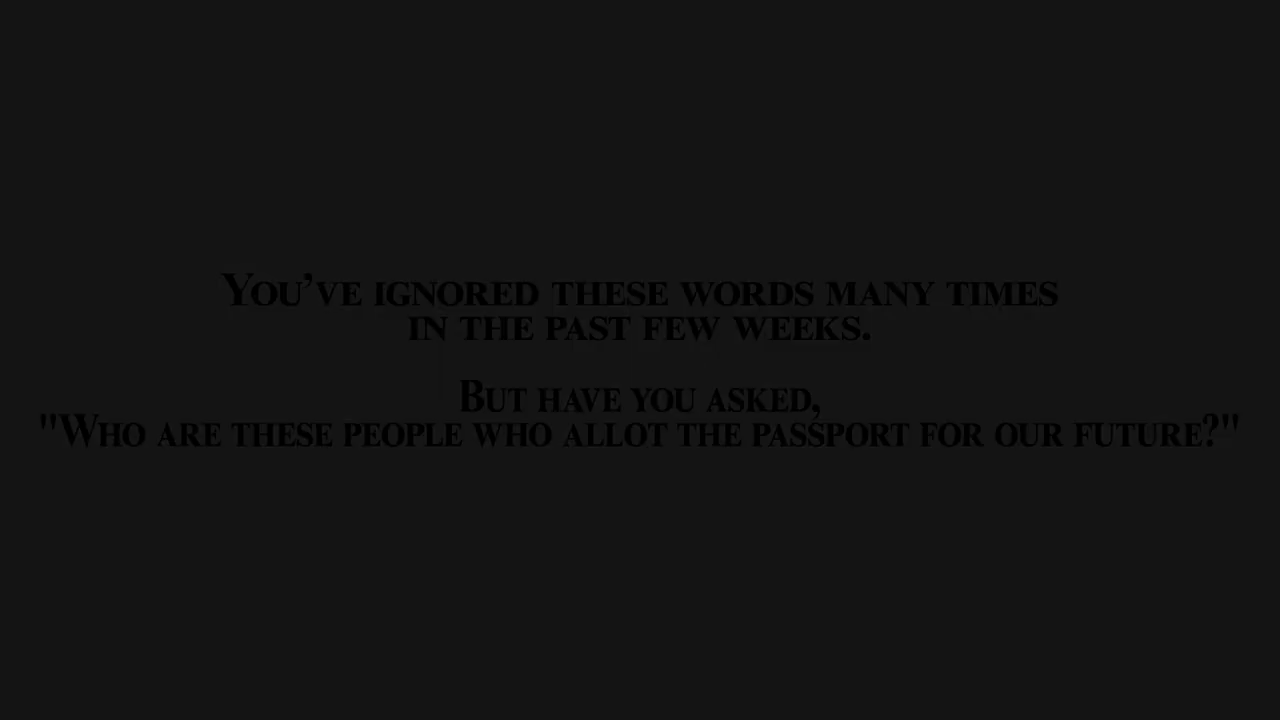 You've ignored these words many times
in the past few weeks.
But have you asked,
"Who are these people who allot the passport for our future?"